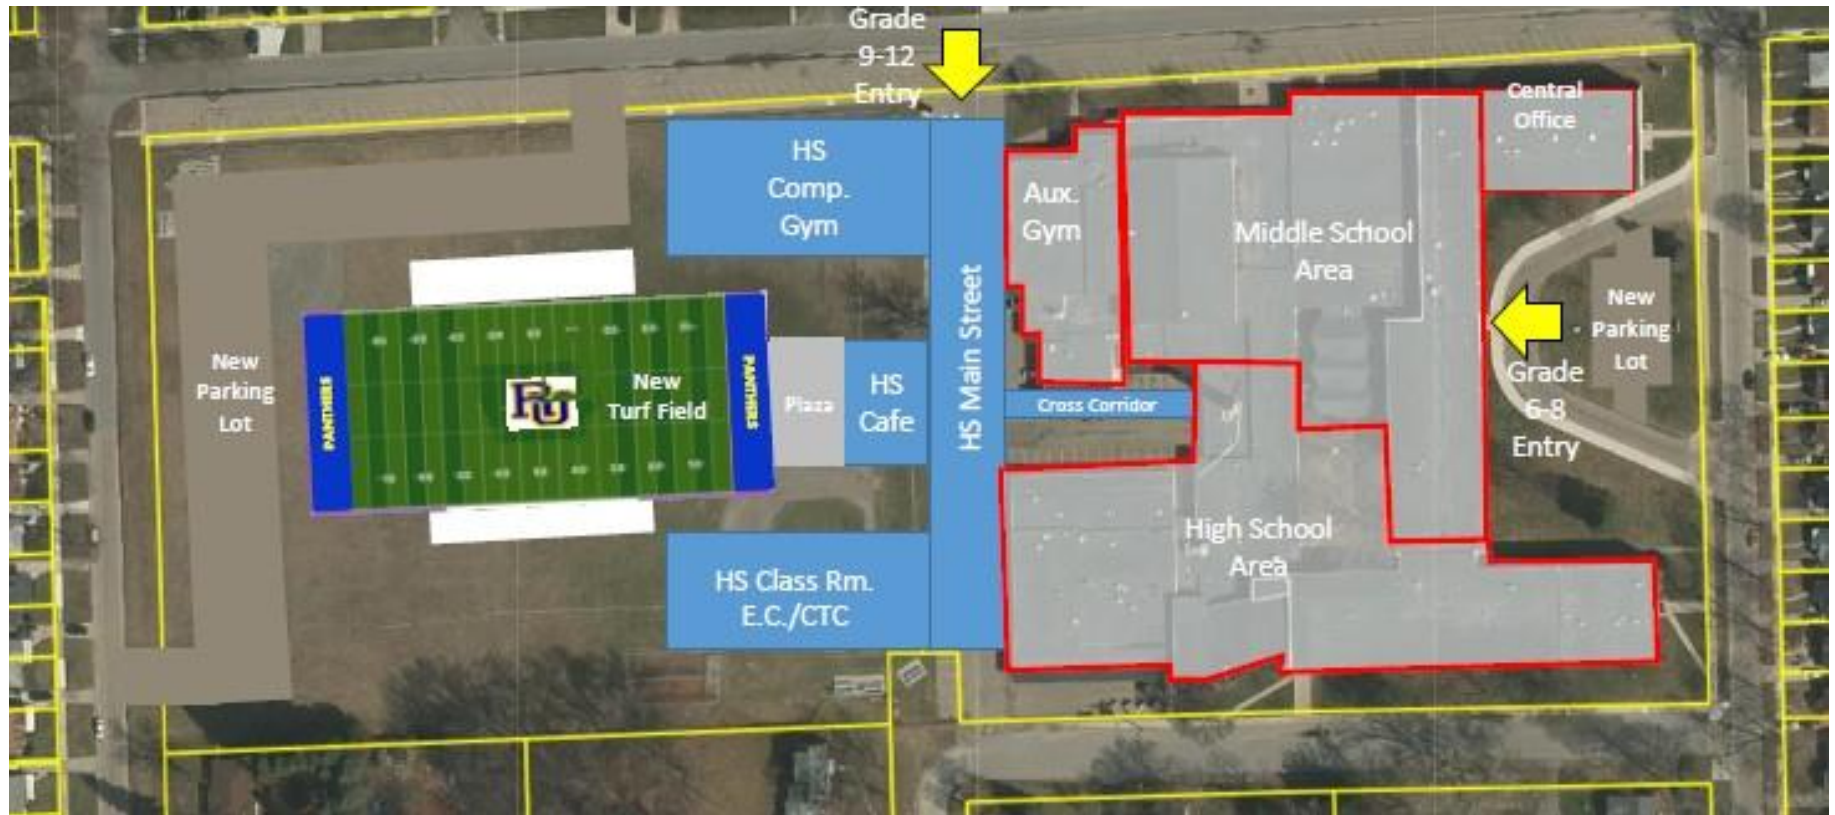 Grade
9-12
Entry
Central
Office
HS
Comp.
Gym
Aux.
Gym
Middle School
Area
HS Main Street
New
Parking
Lot
Grade
6-8
Entry
New
Parking
Lot
PANTHERS
RU
New
Turf Field
PANTHERS
Plaza
HS
Cafe
Cross Corridor
High School
Area
HS Class Rm.
E.C./CTC